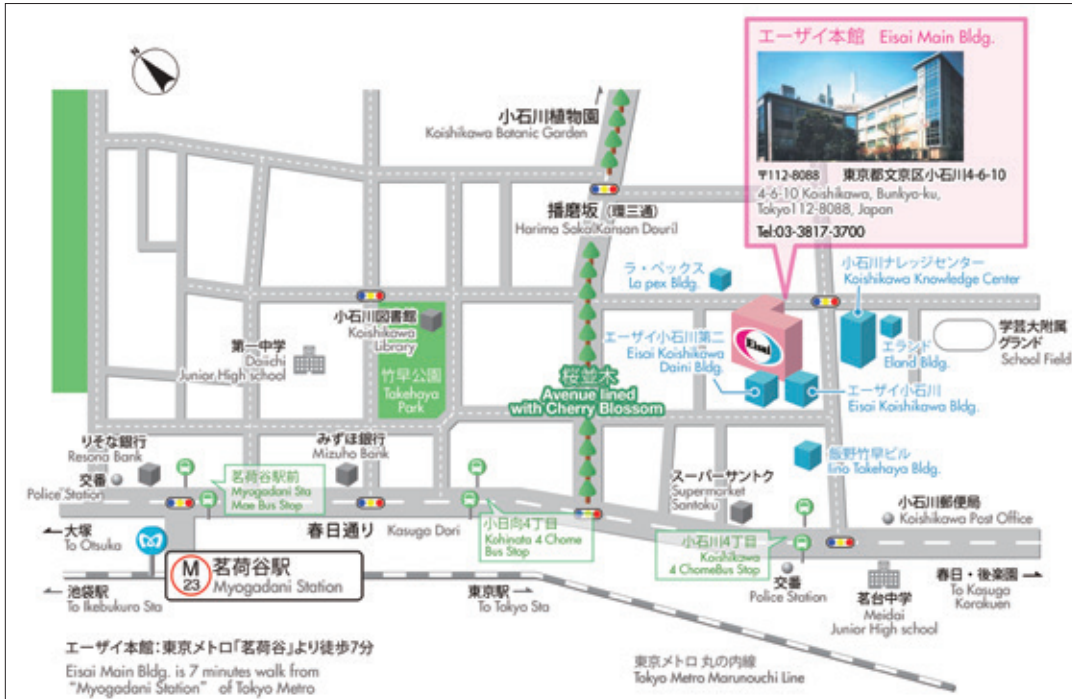 N
エーザイ本館 Eisai Main Bldg.
〒112-8088 東京都文京区小石川4-6-10
4-6-10 Koishikawa, Bunkyo-ku,
Tokyo112-8088, Japan
Tel:03-3817-3700
小石川植物園
Koishikawa Botanic Garden
播磨坂（環三通）
Harima Saka(Kansan Douri)
ラ・ペックス
La pex Bldg.
小石川ナレッジセンター
Koishikawa Knowledge Center
小石川図書館
Koishikawa
Library
第一中学
Daiichi
Junior High school
竹早公園
Takehaya
Park
エーザイ小石川第二
Eisai Koishikawa
Daini Bldg.
Eisai
エランド
Eland Bldg.
学芸大附属
グランド
School Field
桜並木
Avenue lined
with Cherry Blossom
エーザイ小石川
Eisai Koishikawa Bldg.
りそな銀行
Resona Bank
みずほ銀行
Mizuho Bank
飯野竹早ビル
Iino Takehaya Bldg.
交番
Police Station
茗荷谷駅前
Myogadani Sta
Mae Bus Stop
スーパーサントク
Supermarket
Santoku
小石川郵便局
Koishikawa Post Office
大塚
To Otsuka
春日通り Kasuga Dori
小日向4丁目
Kohinata 4 Chome
Bus Stop
小石川4丁目
Koishikawa
4 ChomeBus Stop
M
23
茗荷谷駅
Myogadani Station
交番
Police Station
茗台中学
Meidai
Junior High school
春日・後楽園
To Kasuga
Korakuen
池袋駅
To Ikebukuro Sta
東京駅
To Tokyo Sta
エーザイ本館：東京メトロ「茗荷谷」より徒歩7分
Eisai Main Bldg. is 7 minutes walk from
"Myogadani Station" of Tokyo Metro
東京メトロ 丸の内線
Tokyo Metro Marunouchi Line